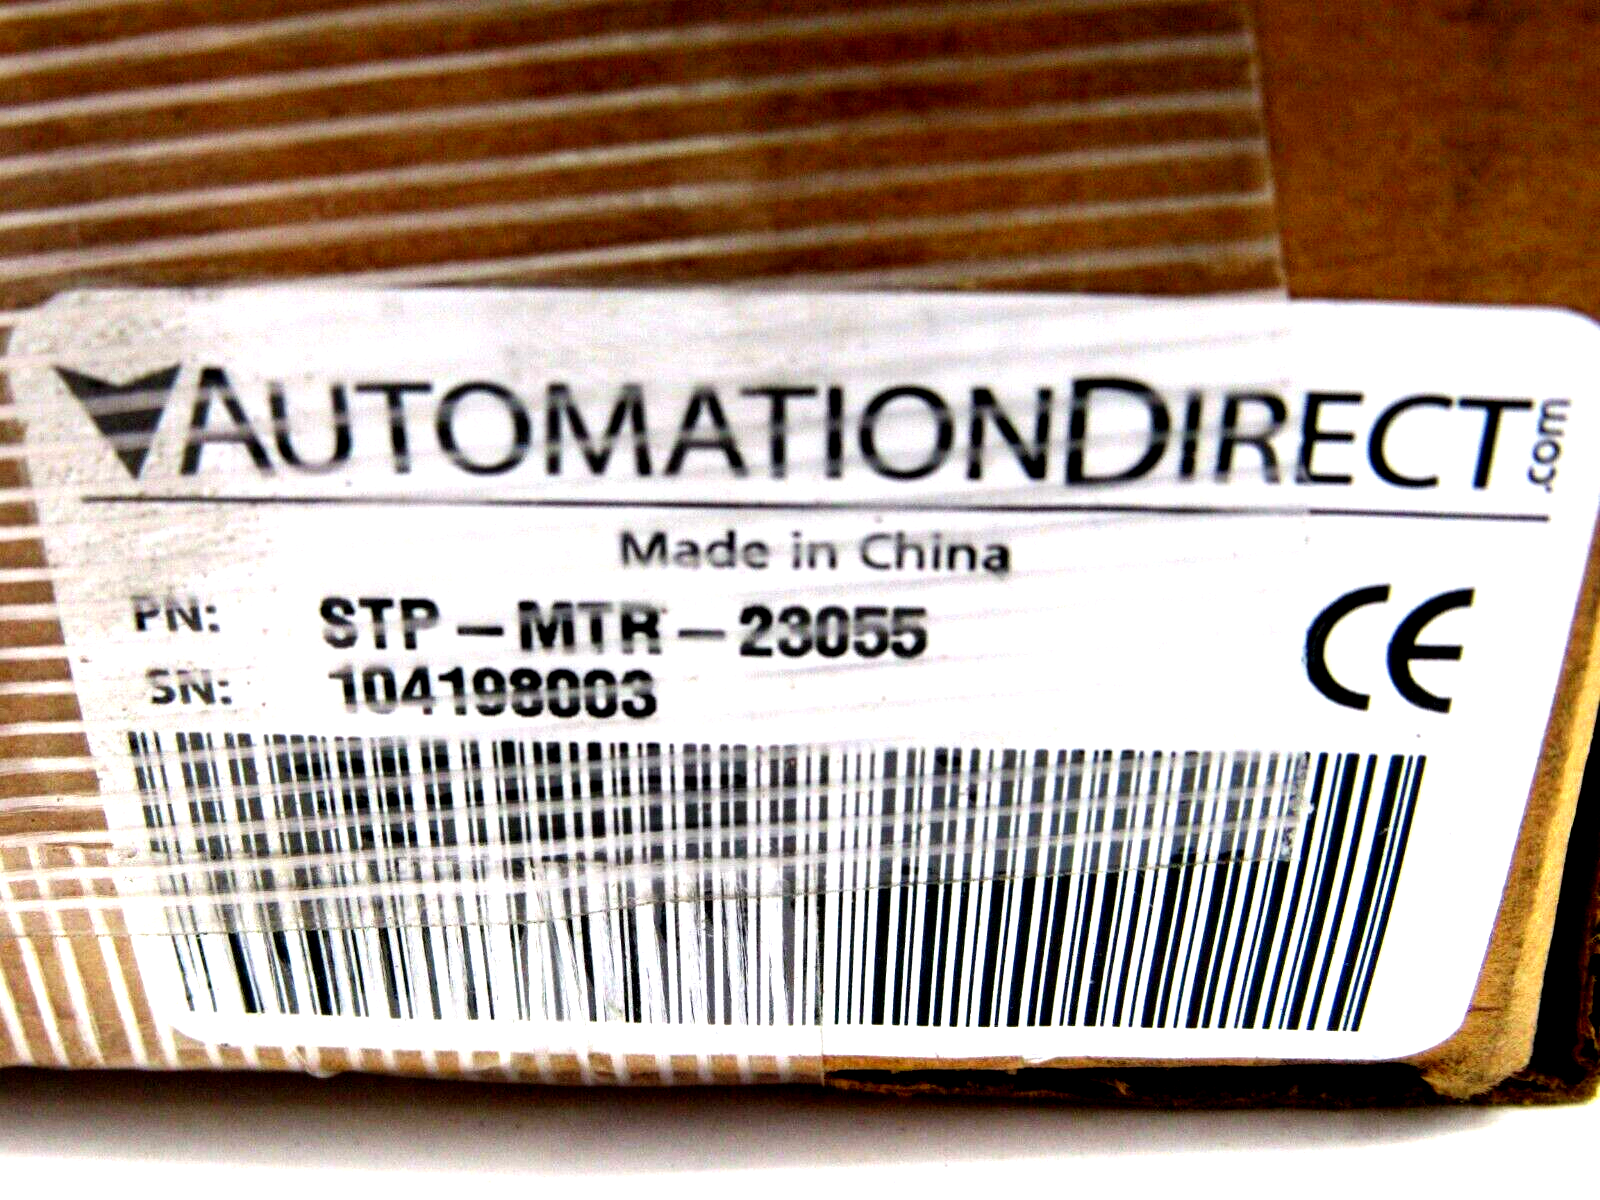 AUTOMATIONDIRECT.com
Made in China
PN: STP-MTR-23055
SN: 104198003
CE